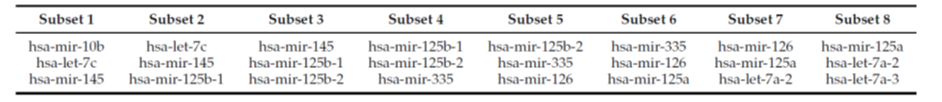 Subset 1 Subset 2 Subset 3 Subset 4 Subset 5 Subset 6 Subset 7 Subset 8
hsa-mir-10b hsa-let-7c hsa-mir-145 hsa-mir-125b-1 hsa-mir-125b-2 hsa-mir-335 hsa-mir-126 hsa-mir-125a
hsa-let-7c hsa-mir-145 hsa-mir-125b-1 hsa-mir-125b-2 hsa-mir-335 hsa-mir-126 hsa-mir-125a hsa-let-7a-2
hsa-mir-145 hsa-mir-125b-1 hsa-mir-125b-2 hsa-mir-335 hsa-mir-126 hsa-mir-125a hsa-let-7a-2 hsa-let-7a-3